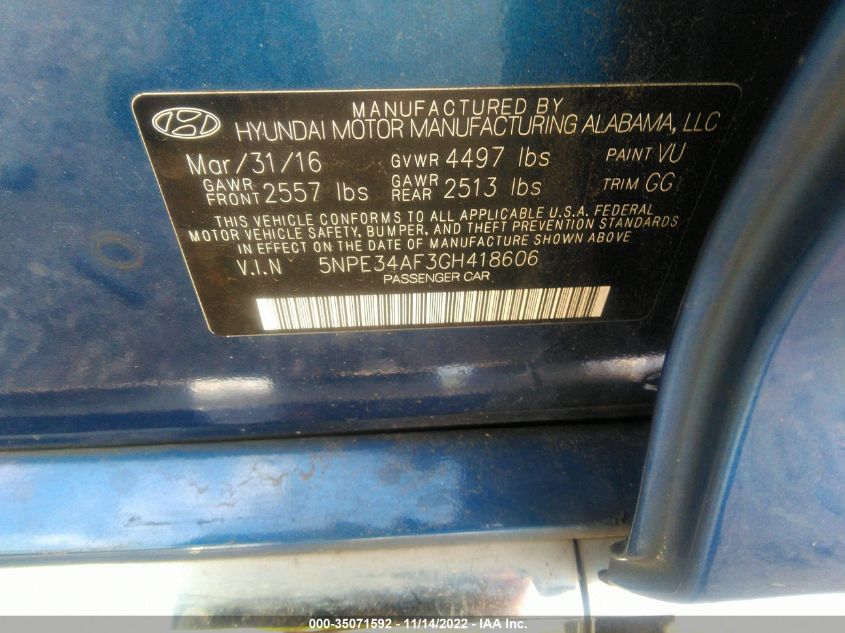 MANUFACTURED BY
HYUNDAI MOTOR MANUFACTURING ALABAMA, LLC
Mar/31/16 GVWR 4497 lbs PAINT VU
GAWR FRONT 2557 lbs GAWR REAR 2513 lbs TRIM GG
THIS VEHICLE CONFORMS TO ALL APPLICABLE U.S.A. FEDERAL
MOTOR VEHICLE SAFETY, BUMPER, AND THEFT PREVENTION STANDARDS
IN EFFECT ON THE DATE OF MANUFACTURE SHOWN ABOVE
V.I.N 5NPE34AF3GH418606
PASSENGER CAR
000-35071592 - 11/14/2022 - IAA Inc.